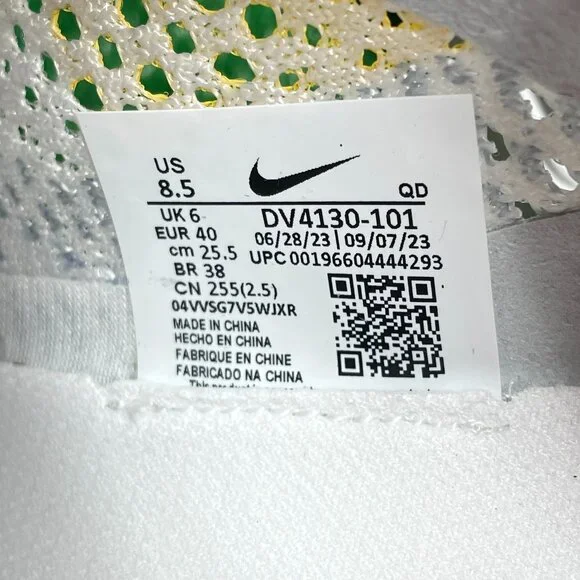 US
8.5
QD
UK 6
DV4130-101
EUR 40
06/28/23 | 09/07/23
cm 25.5
UPC 00196604444293
BR 38
CN 255(2.5)
04VVSG7V5WJXR
MADE IN CHINA
HECHO EN CHINA
FABRIQUE EN CHINE
FABRICADO NA CHINA
This product